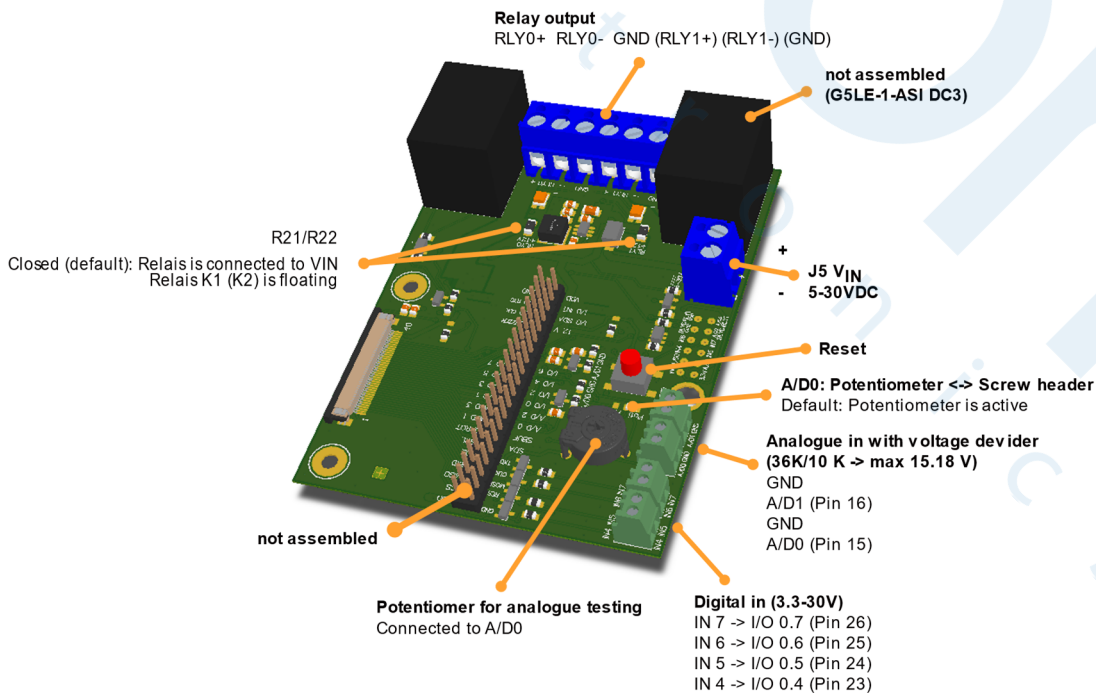 Relay output
RLY0+ RLY0- GND (RLY1+) (RLY1-) (GND)
not assembled
(G5LE-1-ASI DC3)
R21/R22
Closed (default): Relais is connected to VIN
Relais K1 (K2) is floating
+
J5 VIN
- 5-30VDC
Reset
A/D0: Potentiometer <-> Screw header
Default: Potentiometer is active
Analogue in with voltage devider
(36K/10 K -> max 15.18 V)
GND
A/D1 (Pin 16)
GND
A/D0 (Pin 15)
not assembled
Potentiomer for analogue testing
Connected to A/D0
Digital in (3.3-30V)
IN 7 -> I/O 0.7 (Pin 26)
IN 6 -> I/O 0.6 (Pin 25)
IN 5 -> I/O 0.5 (Pin 24)
IN 4 -> I/O 0.4 (Pin 23)